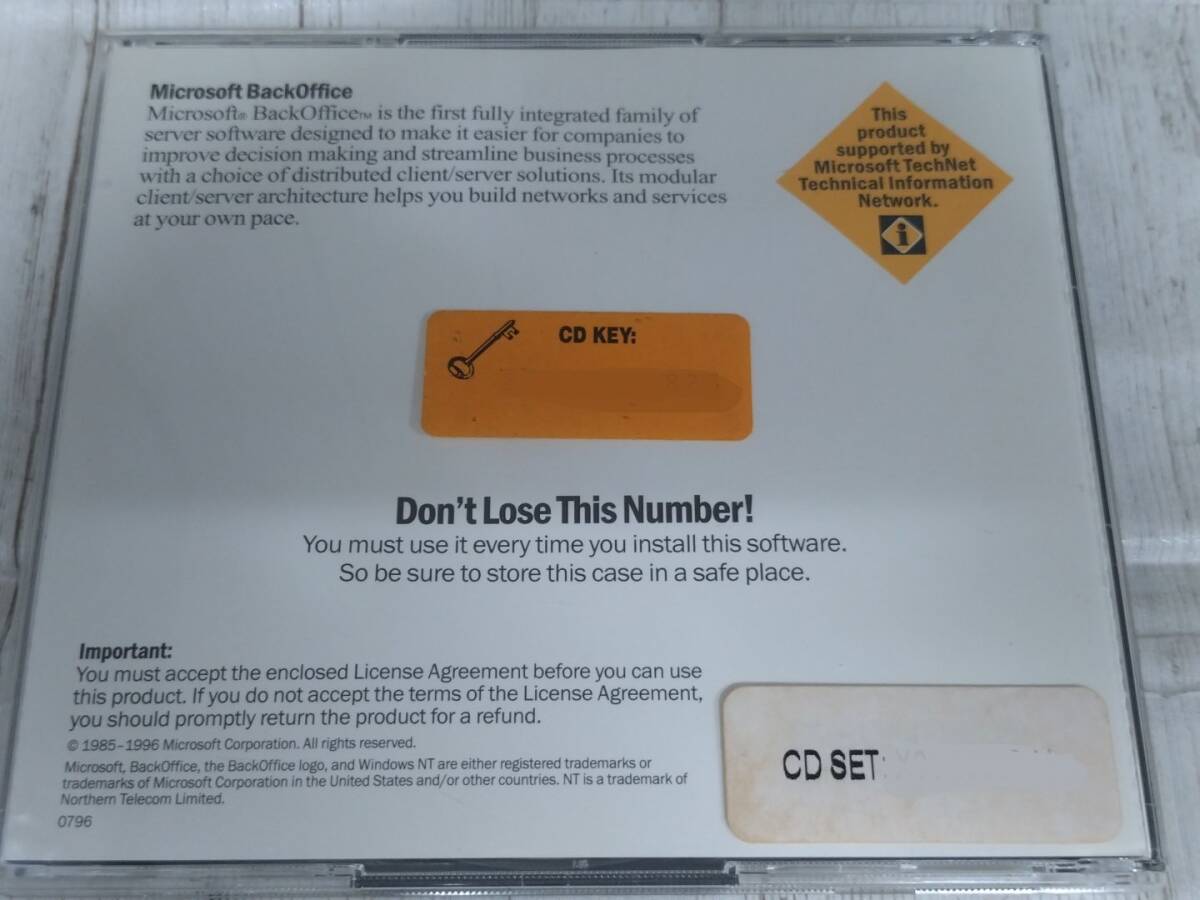 Microsoft BackOffice
Microsoft® BackOffice™ is the first fully integrated family of
server software designed to make it easier for companies to
improve decision making and streamline business processes
with a choice of distributed client/server solutions. Its modular
client/server architecture helps you build networks and services
at your own pace.
This
product
supported by
Microsoft TechNet
Technical Information
Network.
i
CD KEY:
Don't Lose This Number!
You must use it every time you install this software.
So be sure to store this case in a safe place.
Important:
You must accept the enclosed License Agreement before you can use
this product. If you do not accept the terms of the License Agreement,
you should promptly return the product for a refund.
© 1985–1996 Microsoft Corporation. All rights reserved.
Microsoft, BackOffice, the BackOffice logo, and Windows NT are either registered trademarks or
trademarks of Microsoft Corporation in the United States and/or other countries. NT is a trademark of
Northern Telecom Limited.
0796
CD SET: